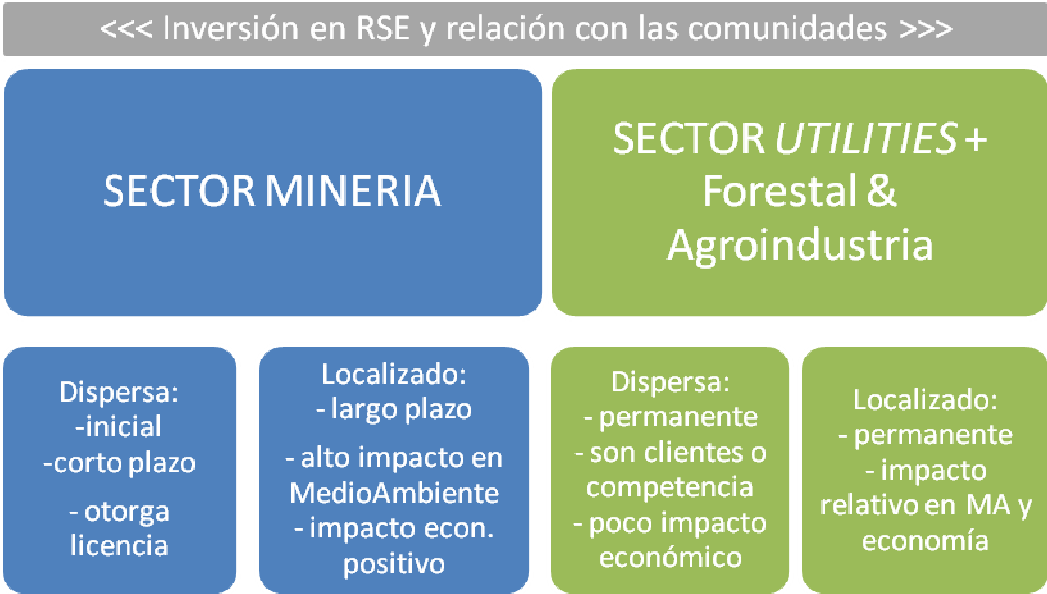 <<< Inversión en RSE y relación con las comunidades >>>
SECTOR MINERIA
SECTOR UTILITIES +
Forestal &
Agroindustria
Dispersa:
-inicial
-corto plazo
- otorga
licencia
Localizado:
- largo plazo
- alto impacto en
MedioAmbiente
- impacto econ.
positivo
Dispersa:
- permanente
- son clientes o
competencia
- poco impacto
económico
Localizado:
- permanente
- impacto
relativo en MA y
economía